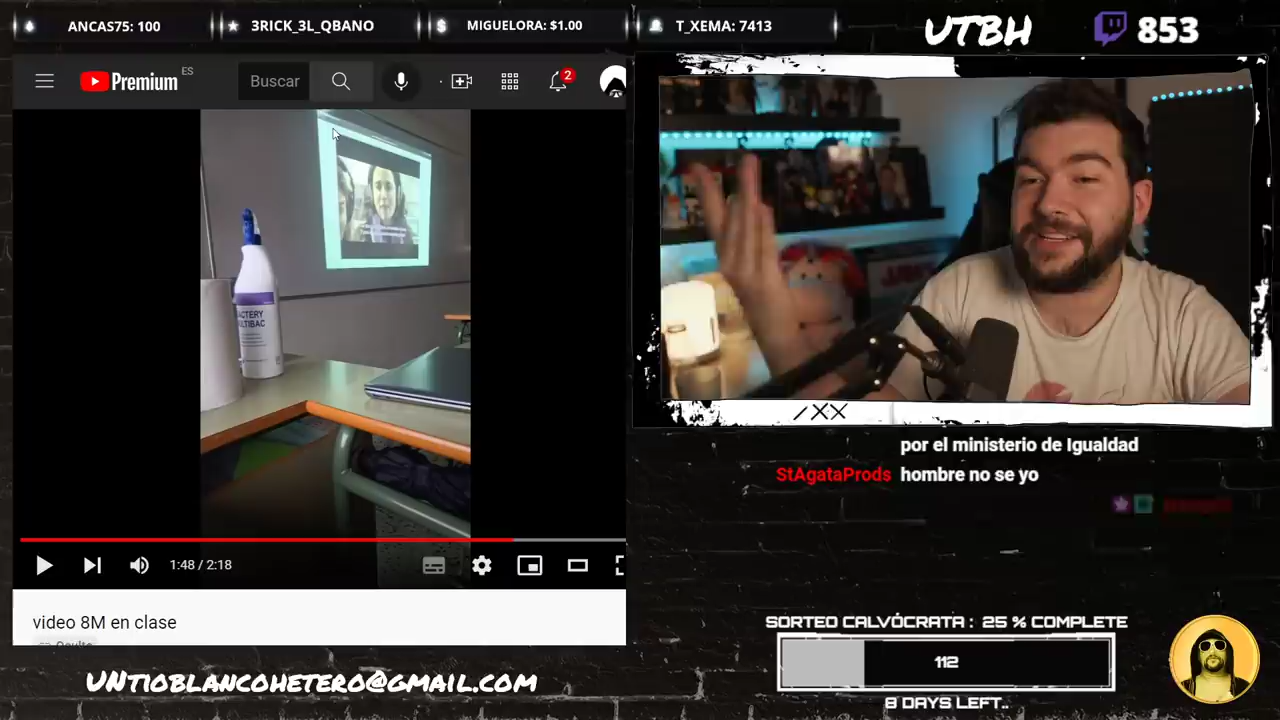 ANCAS75: 100
3RICK_3L_QBANO
MIGUELORA: $1.00
T_XEMA: 7413
UTBH
853
Premium
ES
Buscar
2
ACTERY
ULTIBAC
1:48 / 2:18
video 8M en clase
por el ministerio de Igualdad
StAgataProds hombre no se yo
SORTEO CALVÓCRATA : 25 % COMPLETE
112
8 DAYS LEFT..
UNTIOBLANCOHETERO@GMAIL.COM